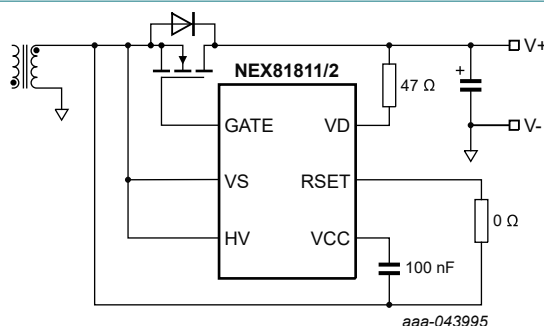 V+
NEX81811/2
47 Ω
+
GATE
VD
V-
VS
RSET
0 Ω
HV
VCC
100 nF
aaa-043995